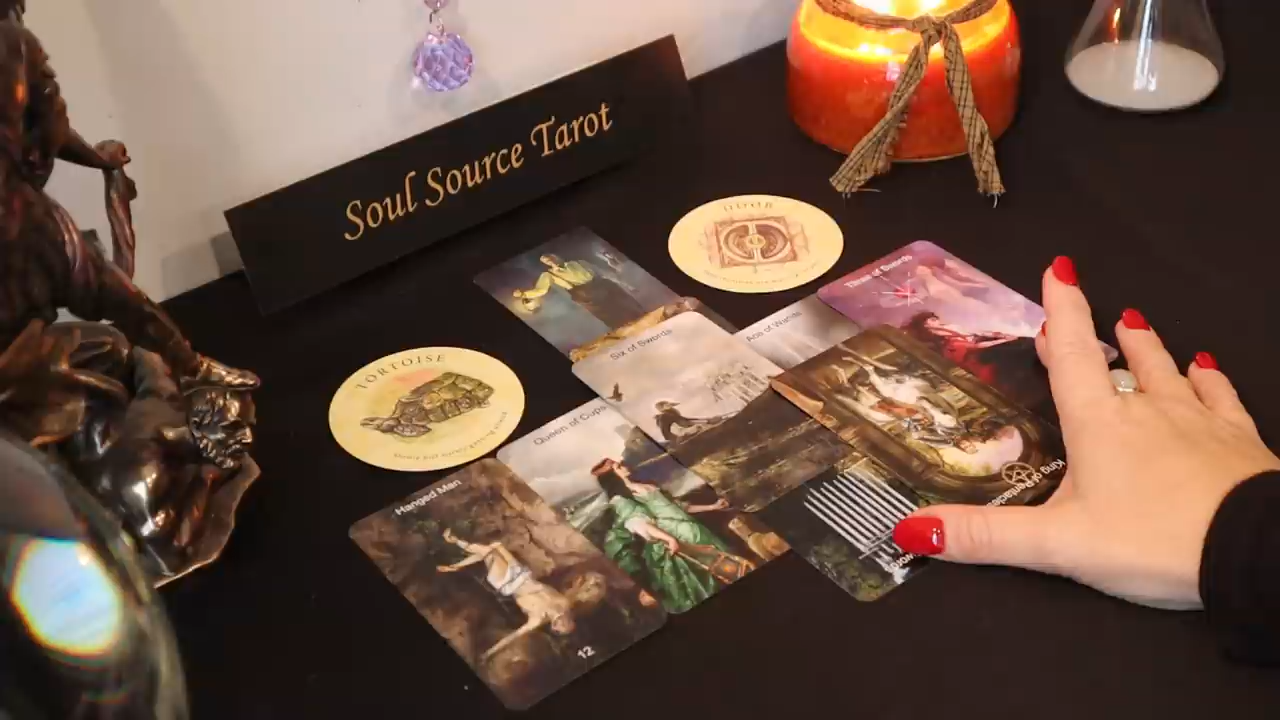 Soul Source Tarot
DOOR
Three of Swords
Ace of Wands
Six of Swords
TORTOISE
Queen of Cups
Hanged Man
12
King of Pentacles